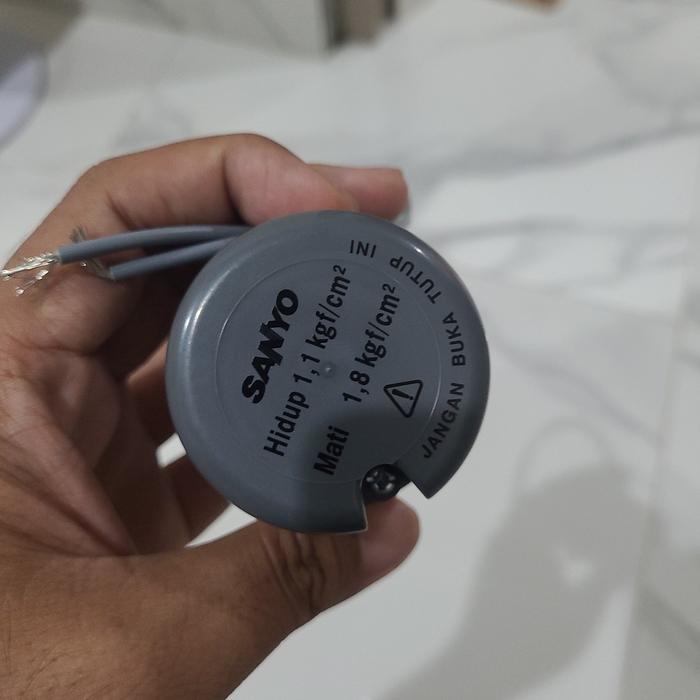 SANYO
Hidup 1,1 kgf/cm²
Mati 1,8 kgf/cm²
JANGAN BUKA TUTUP INI